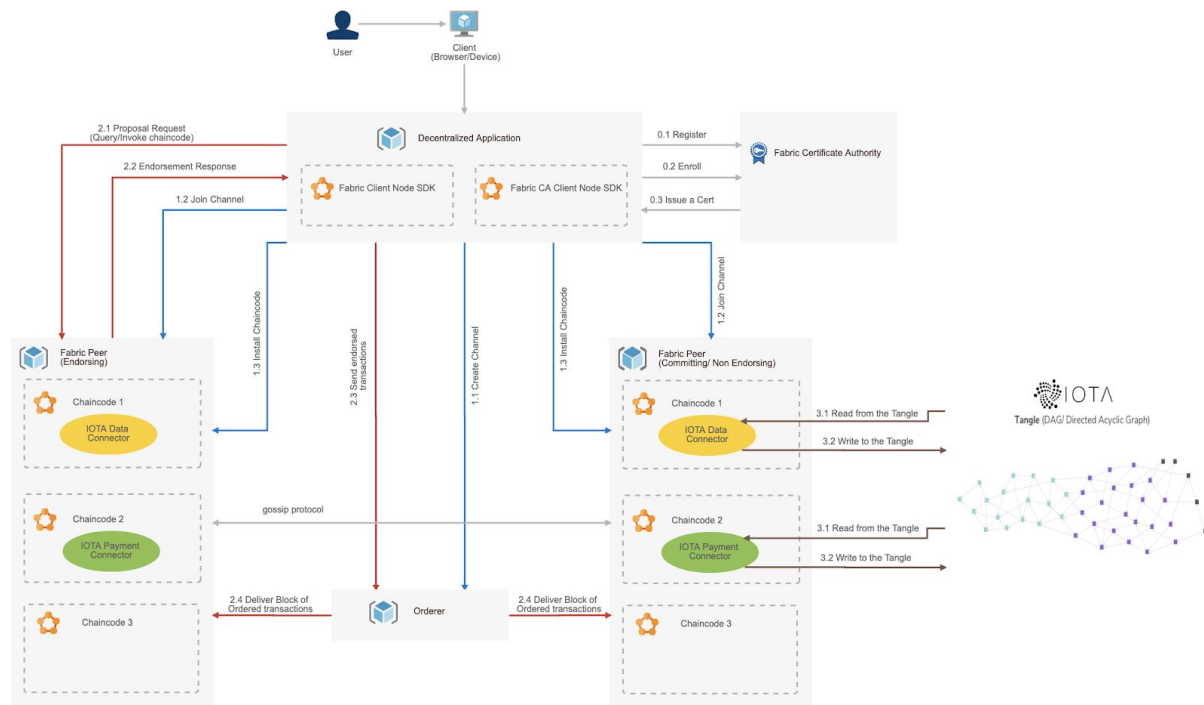 User
Client
(Browser/Device)
2.1 Proposal Request
(Query/Invoke chaincode)
2.2 Endorsement Response
1.2 Join Channel
Decentralized Application
Fabric Client Node SDK
Fabric CA Client Node SDK
0.1 Register
0.2 Enroll
0.3 Issue a Cert
Fabric Certificate Authority
1.3 Install Chaincode
2.3 Send endorsed
transactions
1.1 Create Channel
1.3 Install Chaincode
1.2 Join Channel
Fabric Peer
(Endorsing)
Chaincode 1
IOTA Data
Connector
Chaincode 2
IOTA Payment
Connector
Chaincode 3
gossip protocol
2.4 Deliver Block of
Ordered transactions
Orderer
2.4 Deliver Block of
Ordered transactions
Fabric Peer
(Committing/ Non Endorsing)
Chaincode 1
IOTA Data
Connector
Chaincode 2
IOTA Payment
Connector
Chaincode 3
3.1 Read from the Tangle
3.2 Write to the Tangle
3.1 Read from the Tangle
3.2 Write to the Tangle
IOTA
Tangle (DAG/ Directed Acyclic Graph)